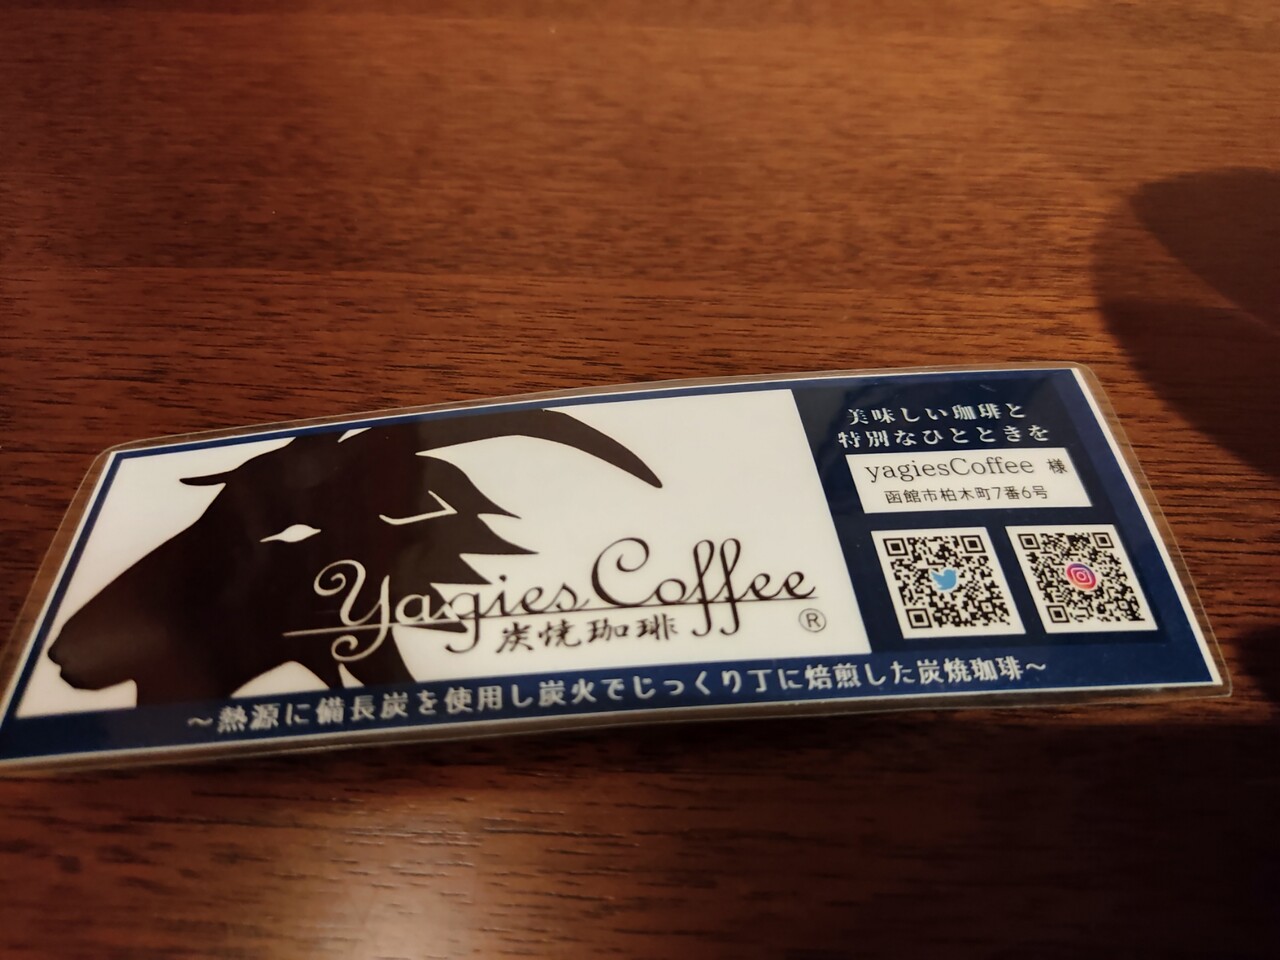 Yagies Coffee
炭焼珈琲
®
美味しい珈琲と
特別なひとときを
yagiesCoffee 様
函館市柏木町7番6号
～熱源に備長炭を使用し炭火でじっくり丁に焙煎した炭焼珈琲～